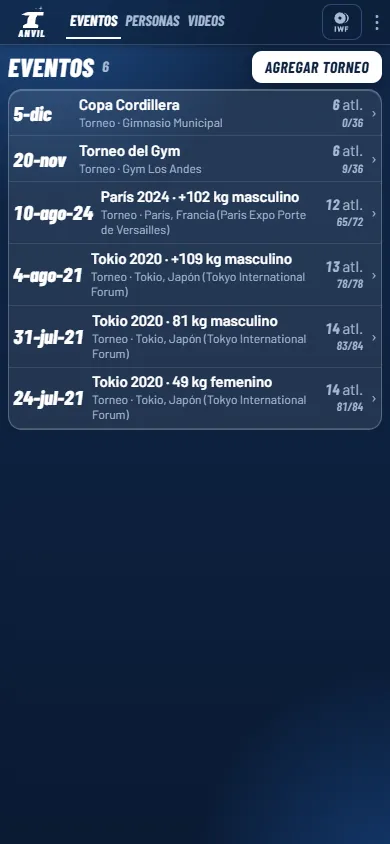 ANVIL
EVENTOS PERSONAS VIDEOS
IWF
EVENTOS 6
AGREGAR TORNEO
5-dic Copa Cordillera 6 atl.
Torneo · Gimnasio Municipal 0/36
20-nov Torneo del Gym 6 atl.
Torneo · Gym Los Andes 9/36
10-ago-24 París 2024 · +102 kg masculino 12 atl.
Torneo · París, Francia (Paris Expo Porte 65/72
de Versailles)
4-ago-21 Tokio 2020 · +109 kg masculino 13 atl.
Torneo · Tokio, Japón (Tokyo International 78/78
Forum)
31-jul-21 Tokio 2020 · 81 kg masculino 14 atl.
Torneo · Tokio, Japón (Tokyo International 83/84
Forum)
24-jul-21 Tokio 2020 · 49 kg femenino 14 atl.
Torneo · Tokio, Japón (Tokyo International 81/84
Forum)